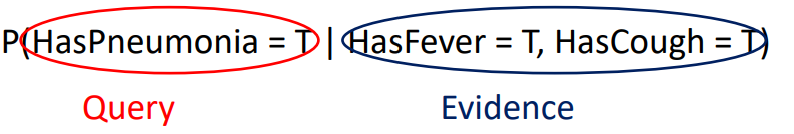 P(HasPneumonia = T | HasFever = T, HasCough = T)
Query Evidence